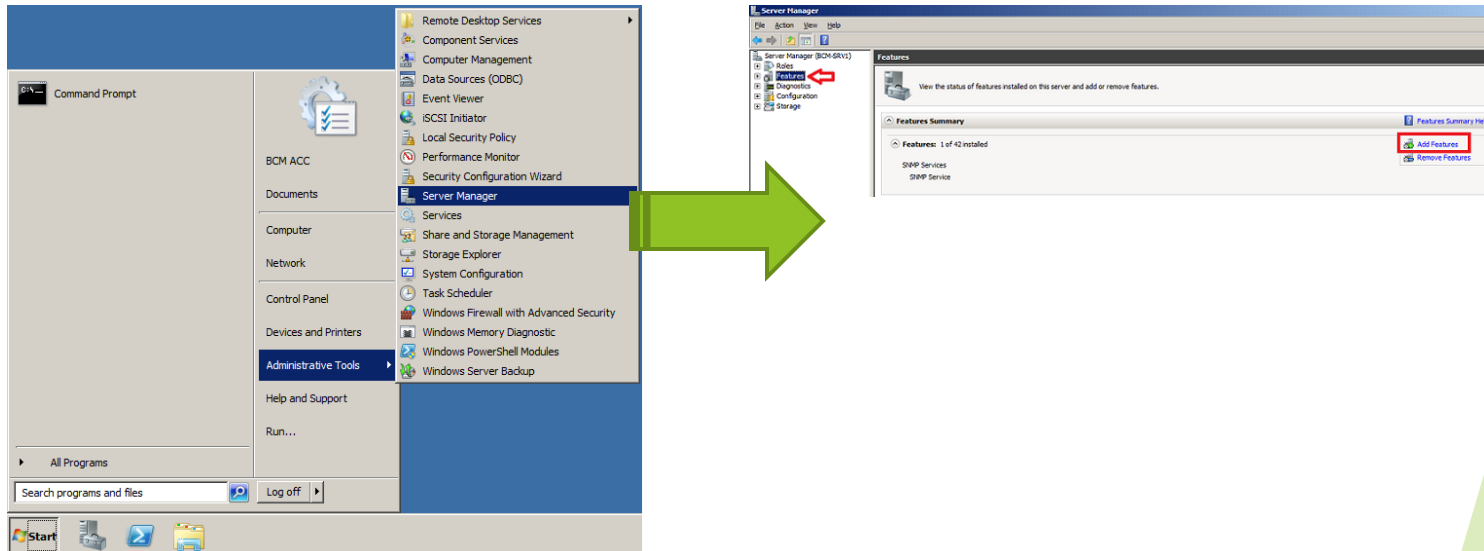 Command Prompt
BCM ACC
Documents
Computer
Network
Control Panel
Devices and Printers
Administrative Tools
Help and Support
Run...
All Programs
Search programs and files
Log off
Start
Remote Desktop Services
Component Services
Computer Management
Data Sources (ODBC)
Event Viewer
iSCSI Initiator
Local Security Policy
Performance Monitor
Security Configuration Wizard
Server Manager
Services
Share and Storage Management
Storage Explorer
System Configuration
Task Scheduler
Windows Firewall with Advanced Security
Windows Memory Diagnostic
Windows PowerShell Modules
Windows Server Backup
Server Manager
File Action View Help
Server Manager (BCM-SRV1)
Roles
Features
Diagnostics
Configuration
Storage
Features
View the status of features installed on this server and add or remove features.
Features Summary
Features Summary He
Features: 1 of 42 installed
Add Features
Remove Features
SNMP Services
SNMP Service